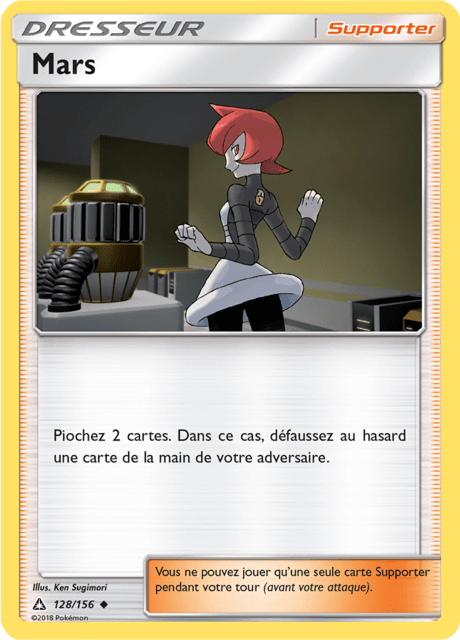 DRESSEUR Supporter
Mars
Piochez 2 cartes. Dans ce cas, défaussez au hasard
une carte de la main de votre adversaire.
Vous ne pouvez jouer qu'une seule carte Supporter
pendant votre tour (avant votre attaque).
Illus. Ken Sugimori
128/156
©2018 Pokémon